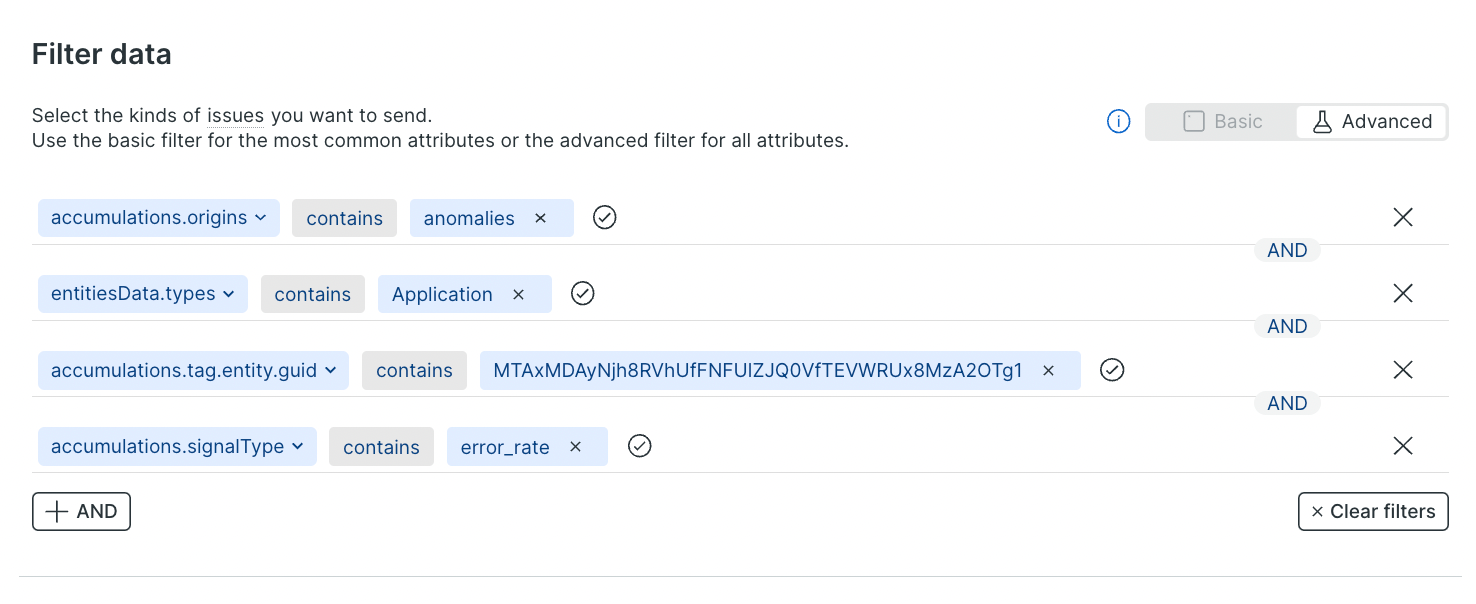 Filter data
Select the kinds of issues you want to send.
Use the basic filter for the most common attributes or the advanced filter for all attributes.
Basic Advanced
accumulations.origins contains anomalies
AND
entitiesData.types contains Application
AND
accumulations.tag.entity.guid contains MTAxMDAyNjh8RVhUfFNFUlZJQ0VfTEVWRUx8MzA2OTg1
AND
accumulations.signalType contains error_rate
AND Clear filters